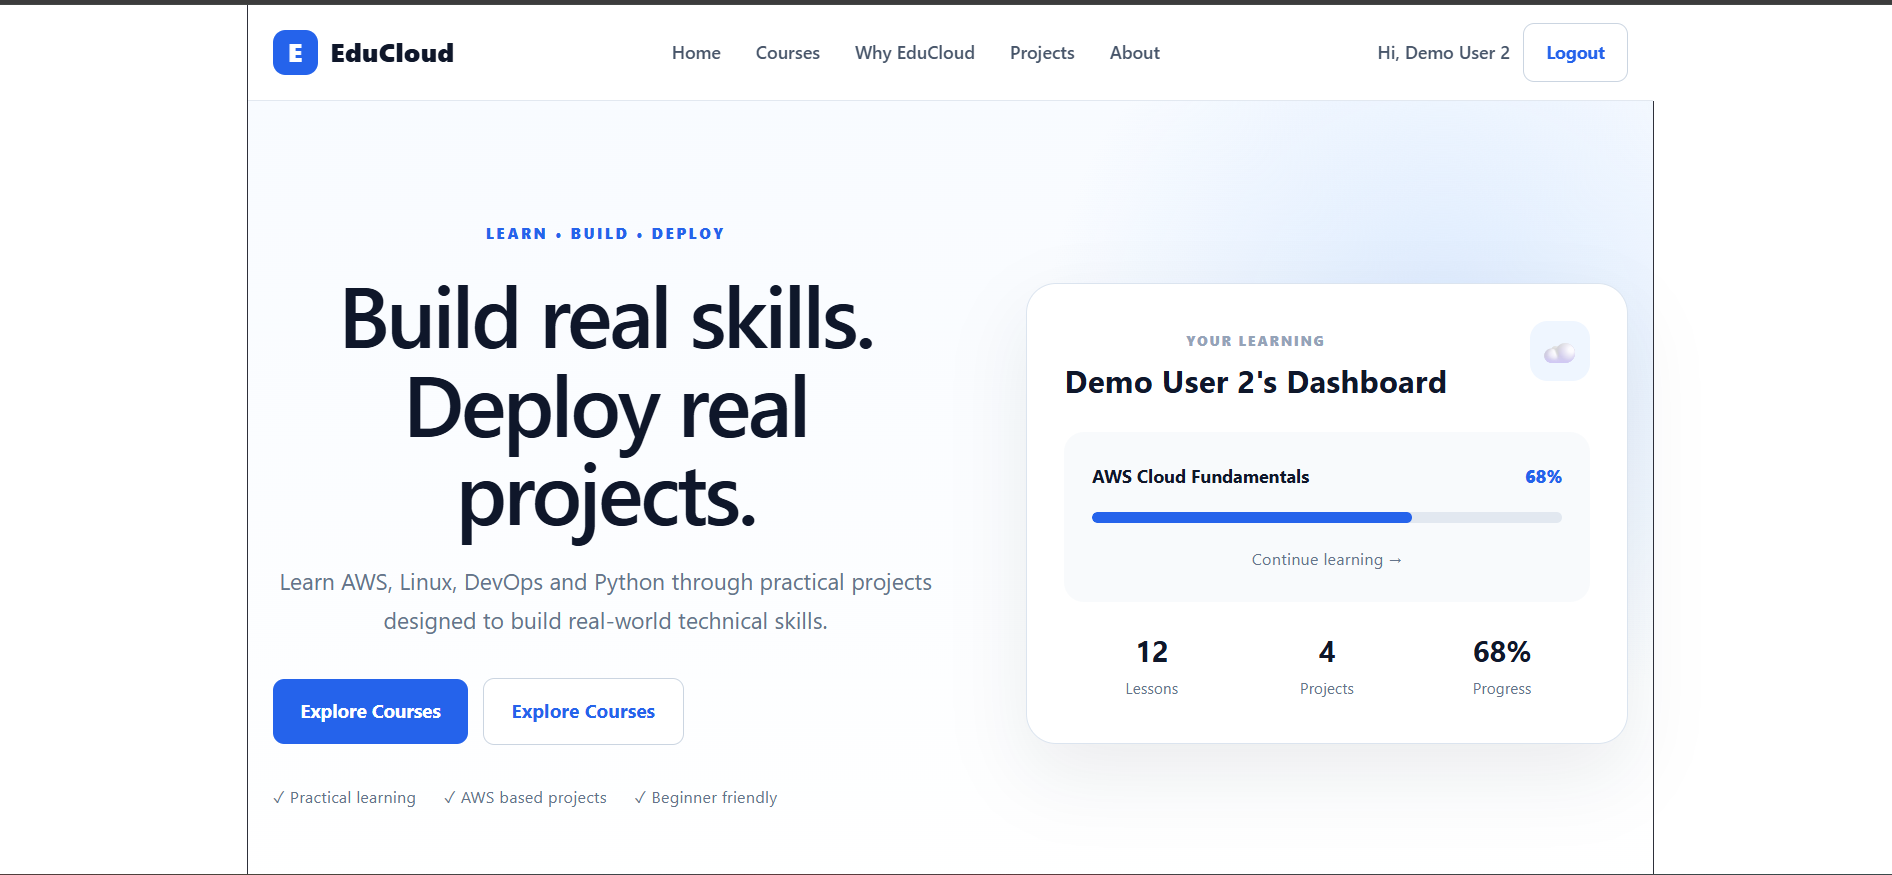 E EduCloud Home Courses Why EduCloud Projects About Hi, Demo User 2 Logout
LEARN • BUILD • DEPLOY
Build real skills.
Deploy real
projects.
Learn AWS, Linux, DevOps and Python through practical projects
designed to build real-world technical skills.
Explore Courses Explore Courses
✓ Practical learning ✓ AWS based projects ✓ Beginner friendly
YOUR LEARNING
Demo User 2's Dashboard
AWS Cloud Fundamentals 68%
Continue learning →
12 4 68%
Lessons Projects Progress